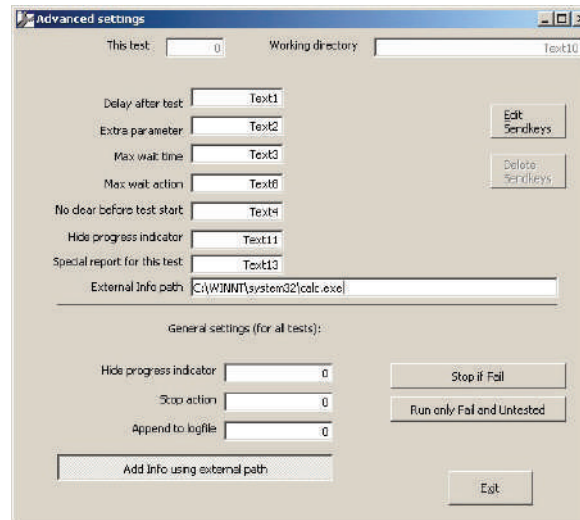 Advanced settings
This test 0 Working directory Text10
Delay after test Text1
Edit Sendkeys
Extra parameter Text2
Max wait time Text3
Delete Sendkeys
Max wait action Text6
No clear before test start Text4
Hide progress indicator Text11
Special report for this test Text13
External Info path C:\WINNT\system32\calc.exe
General settings (for all tests):
Hide progress indicator 0 Stop if Fail
Stop action 0
Run only Fail and Untested
Append to logfile 0
Add Info using external path
Exit